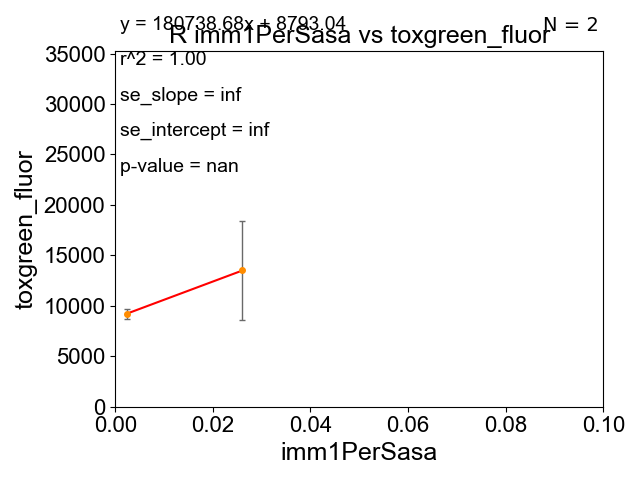 y = 180738.68x + 8793.04
N = 2
R imm1PerSasa vs toxgreen_fluor
r^2 = 1.00
se_slope = inf
se_intercept = inf
p-value = nan
toxgreen_fluor
35000
30000
25000
20000
15000
10000
5000
0
0.00 0.02 0.04 0.06 0.08 0.10
imm1PerSasa